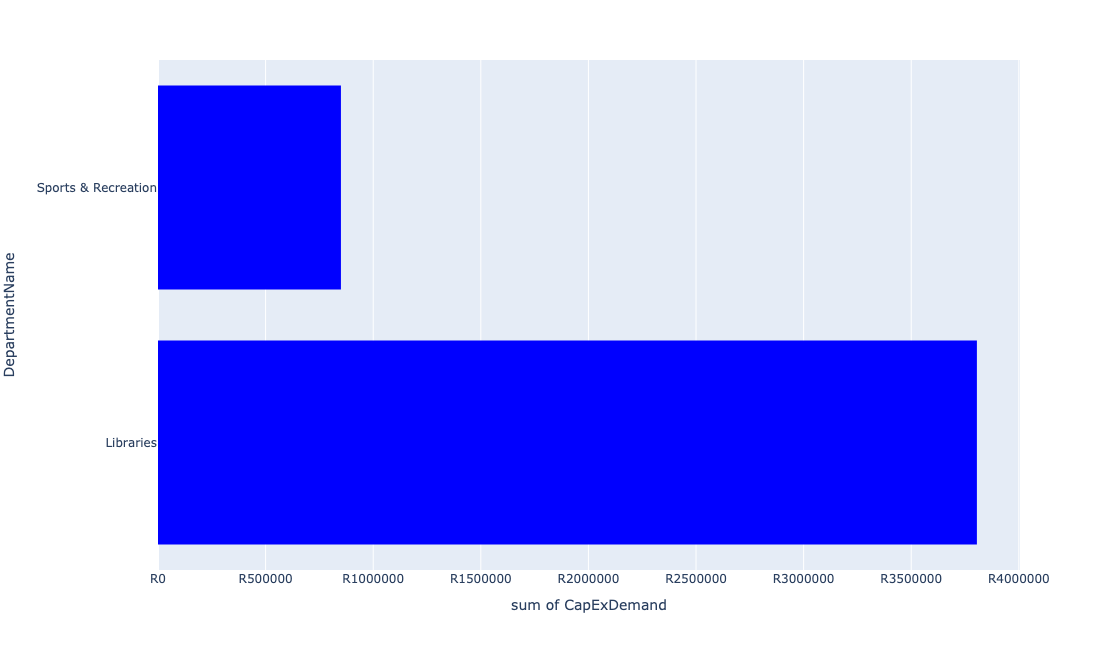 DepartmentName
Sports & Recreation
Libraries
R0 R500000 R1000000 R1500000 R2000000 R2500000 R3000000 R3500000 R4000000
sum of CapExDemand